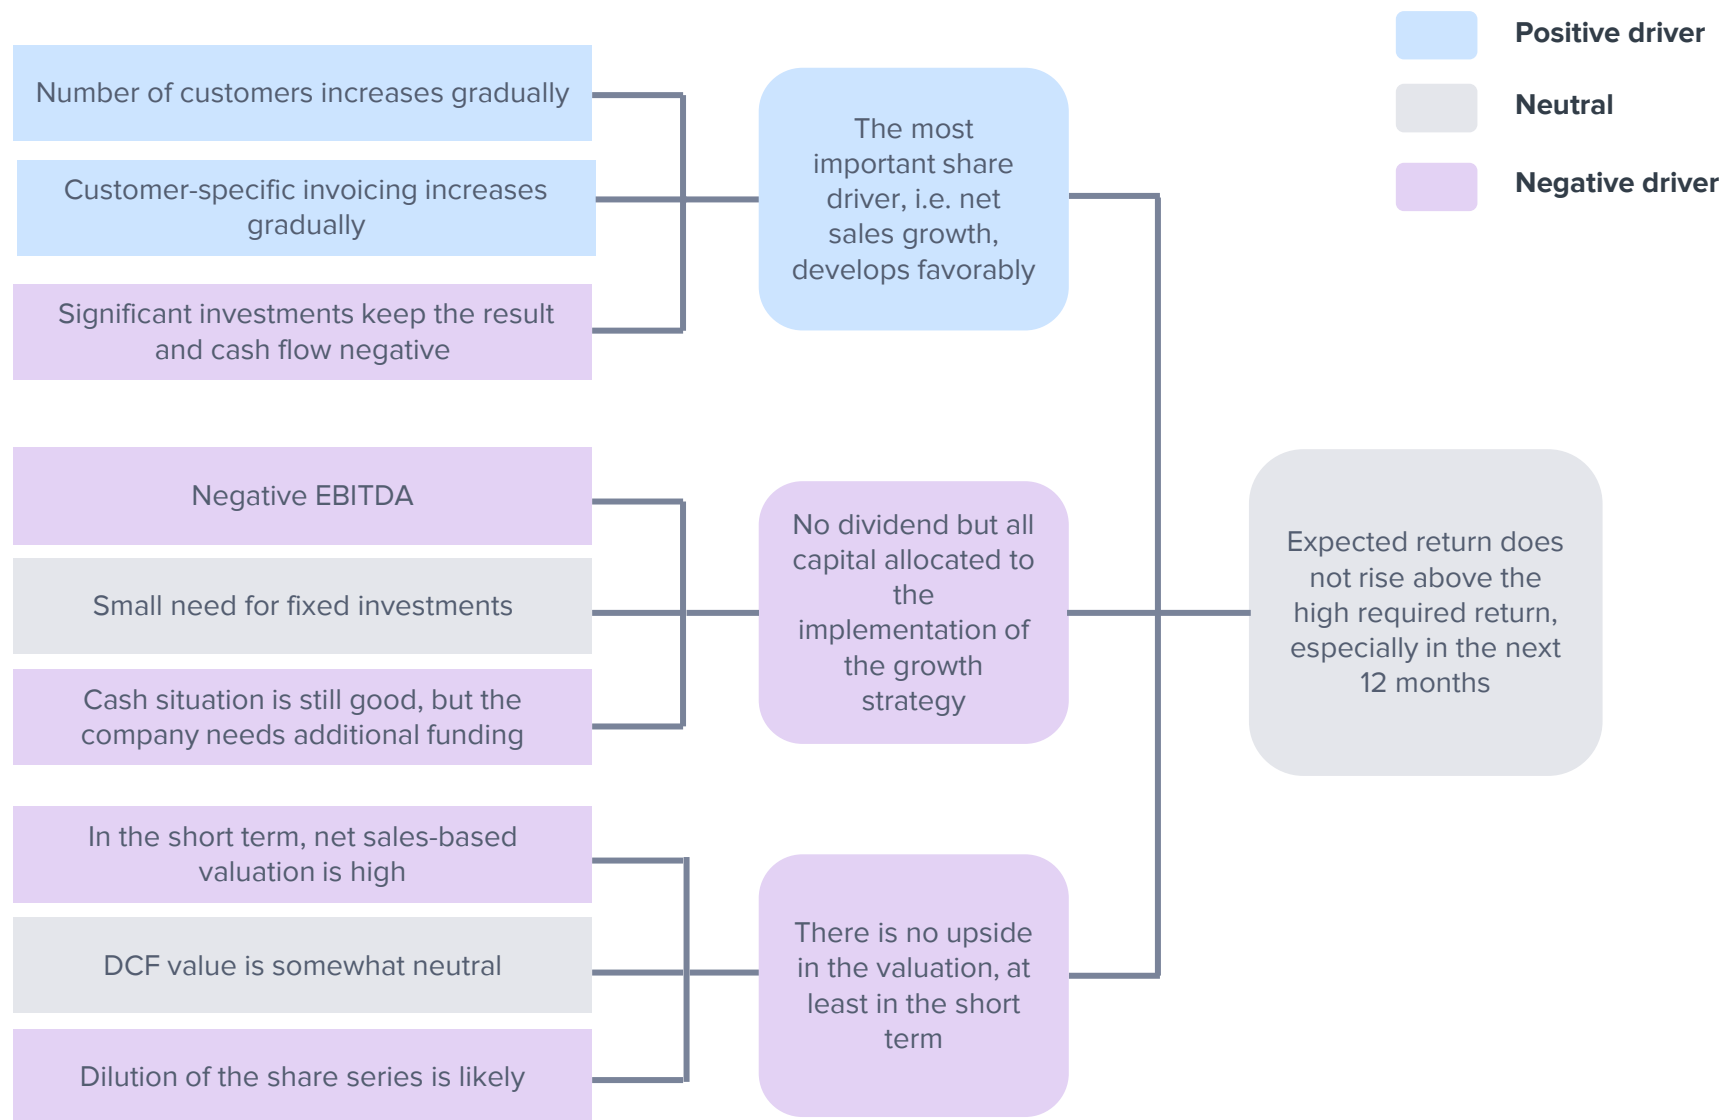 Positive driver
Neutral
Negative driver
Number of customers increases gradually
Customer-specific invoicing increases
gradually
Significant investments keep the result
and cash flow negative
The most
important share
driver, i.e. net
sales growth,
develops favorably
Negative EBITDA
Small need for fixed investments
Cash situation is still good, but the
company needs additional funding
No dividend but all
capital allocated to
the
implementation of
the growth
strategy
In the short term, net sales-based
valuation is high
DCF value is somewhat neutral
Dilution of the share series is likely
There is no upside
in the valuation, at
least in the short
term
Expected return does
not rise above the
high required return,
especially in the next
12 months